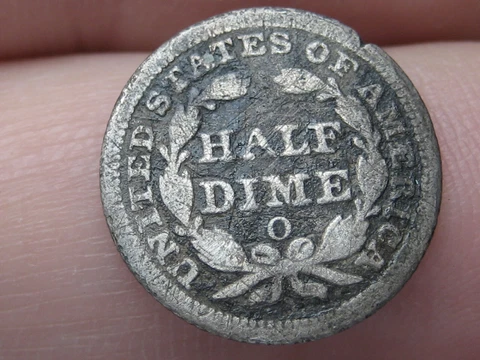 UNITED STATES OF AMERICA
HALF
DIME
O